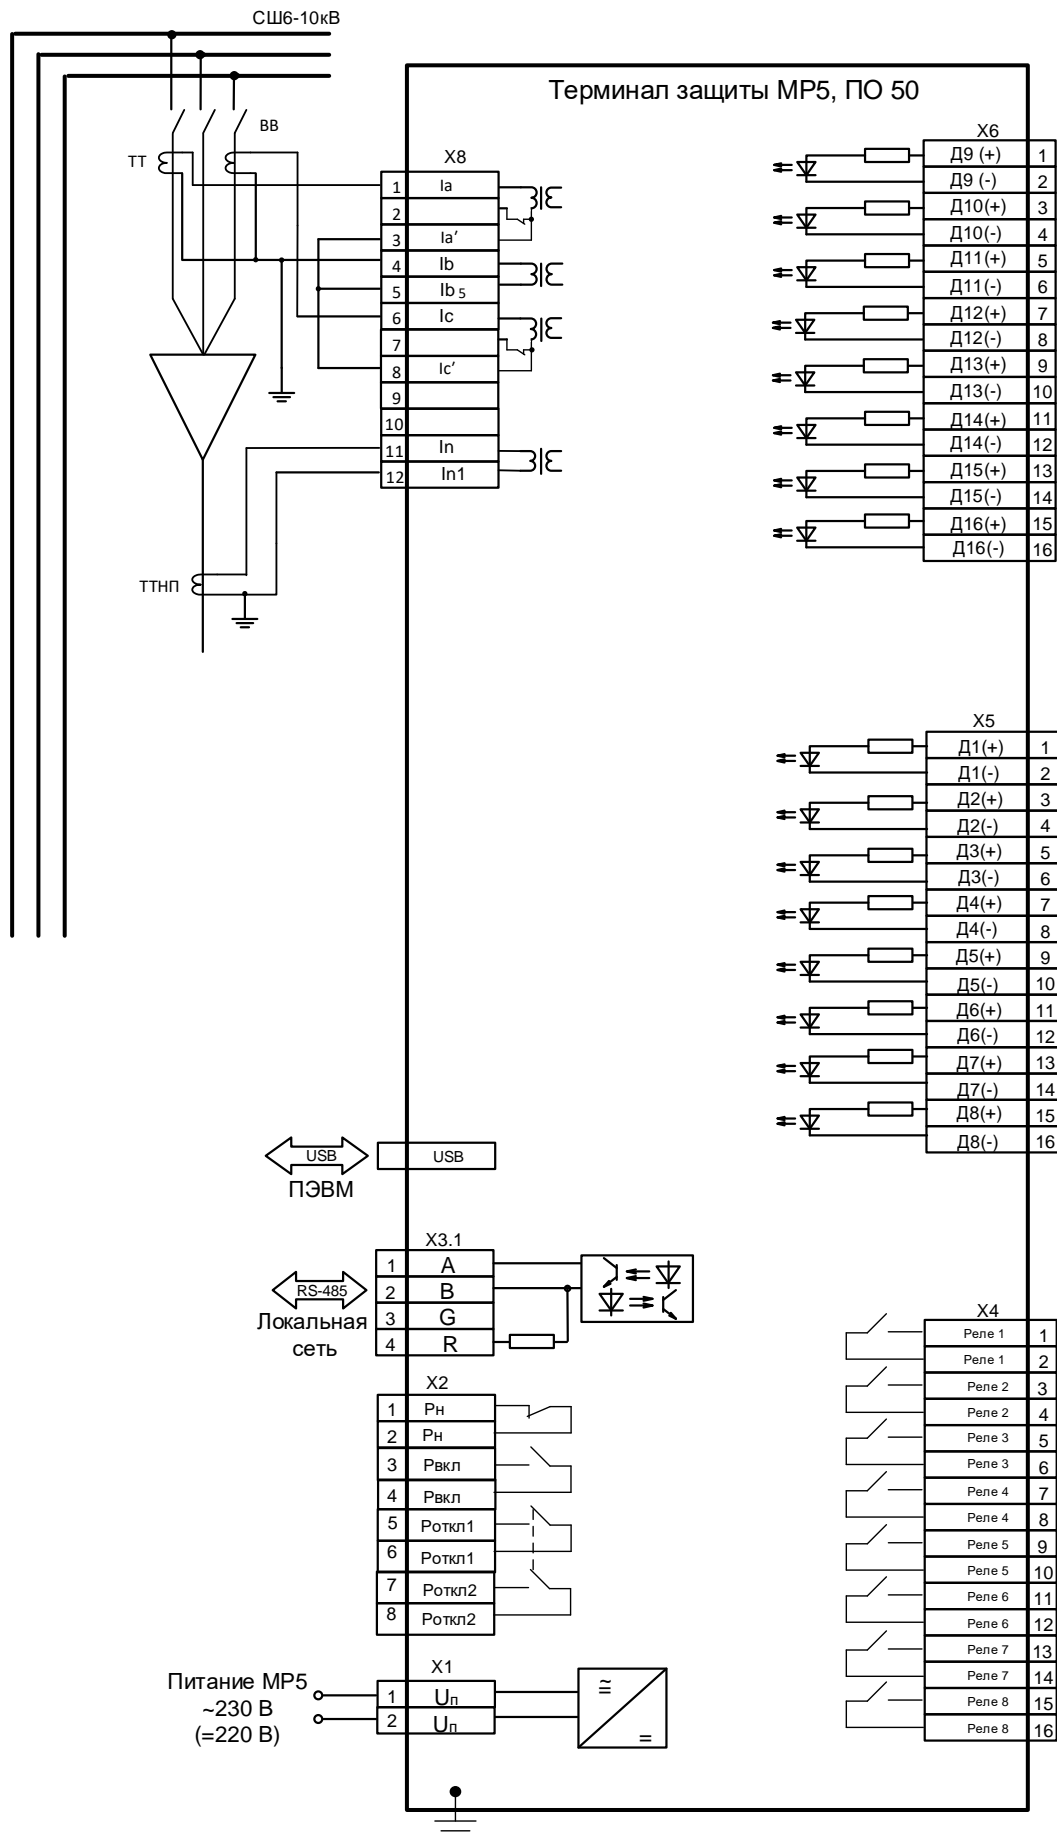 СШ6-10кВ
Терминал защиты МР5, ПО 50
ВВ
ТТ
X8
1 Ia
2
3 Ia′
4 Ib
5 Ib 5
6 Ic
7
8 Ic′
9
10
11 In
12 In1
ТТНП
X6
Д9 (+) 1
Д9 (-) 2
Д10(+) 3
Д10(-) 4
Д11(+) 5
Д11(-) 6
Д12(+) 7
Д12(-) 8
Д13(+) 9
Д13(-) 10
Д14(+) 11
Д14(-) 12
Д15(+) 13
Д15(-) 14
Д16(+) 15
Д16(-) 16
X5
Д1(+) 1
Д1(-) 2
Д2(+) 3
Д2(-) 4
Д3(+) 5
Д3(-) 6
Д4(+) 7
Д4(-) 8
Д5(+) 9
Д5(-) 10
Д6(+) 11
Д6(-) 12
Д7(+) 13
Д7(-) 14
Д8(+) 15
Д8(-) 16
USB USB
ПЭВМ
X3.1
1 A
2 B
3 G
4 R
RS-485
Локальная
сеть
X2
1 Рн
2 Рн
3 Рвкл
4 Рвкл
5 Роткл1
6 Роткл1
7 Роткл2
8 Роткл2
X4
Реле 1 1
Реле 1 2
Реле 2 3
Реле 2 4
Реле 3 5
Реле 3 6
Реле 4 7
Реле 4 8
Реле 5 9
Реле 5 10
Реле 6 11
Реле 6 12
Реле 7 13
Реле 7 14
Реле 8 15
Реле 8 16
X1
1 Uп
2 Uп
Питание МР5
~230 В
(=220 В)
≅
=